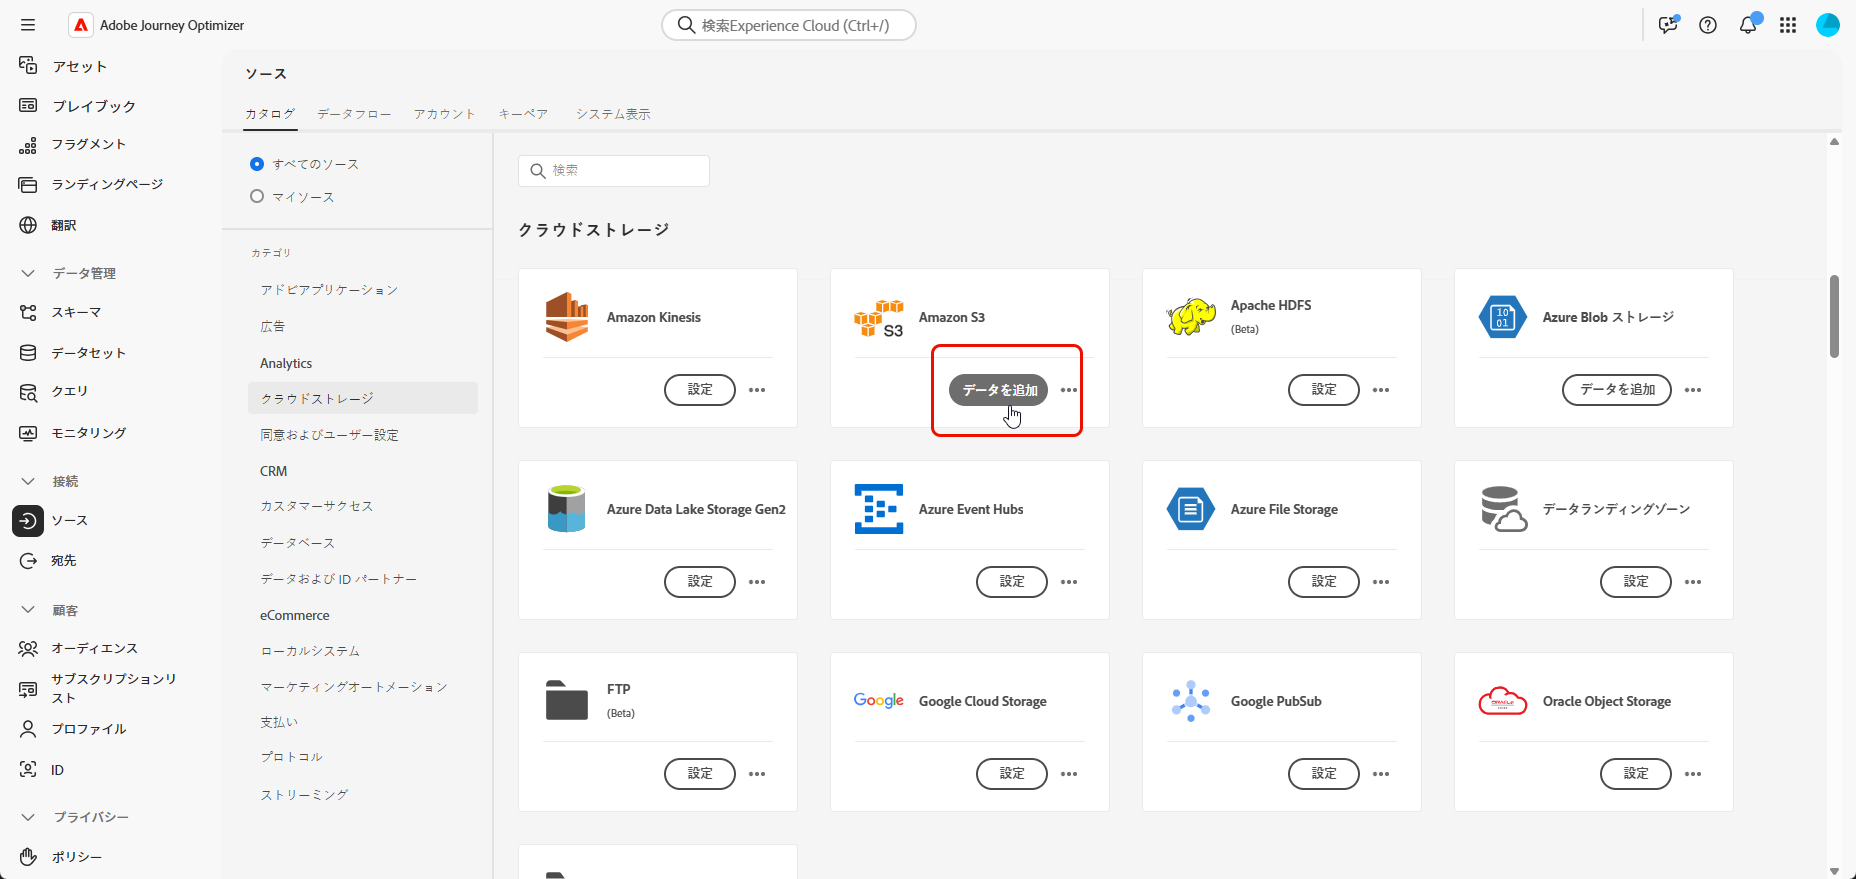 Adobe Journey Optimizer
検索Experience Cloud (Ctrl+/)
アセット
プレイブック
フラグメント
ランディングページ
翻訳
データ管理
スキーマ
データセット
クエリ
モニタリング
接続
ソース
宛先
顧客
オーディエンス
サブスクリプションリ
スト
プロファイル
ID
プライバシー
ポリシー
ソース
カタログ
データフロー
アカウント
キーペア
システム表示
すべてのソース
マイソース
カテゴリ
アドビアプリケーション
広告
Analytics
クラウドストレージ
同意およびユーザー設定
CRM
カスタマーサクセス
データベース
データおよび ID パートナー
eCommerce
ローカルシステム
マーケティングオートメーション
支払い
プロトコル
ストリーミング
検索
クラウドストレージ
Amazon Kinesis
設定
S3
Amazon S3
データを追加
Apache HDFS
(Beta)
設定
10
01
Azure Blob ストレージ
データを追加
Azure Data Lake Storage Gen2
設定
Azure Event Hubs
設定
Azure File Storage
設定
データランディングゾーン
設定
FTP
(Beta)
設定
Google
Google Cloud Storage
設定
Google PubSub
設定
ORACLE
Oracle Object Storage
設定